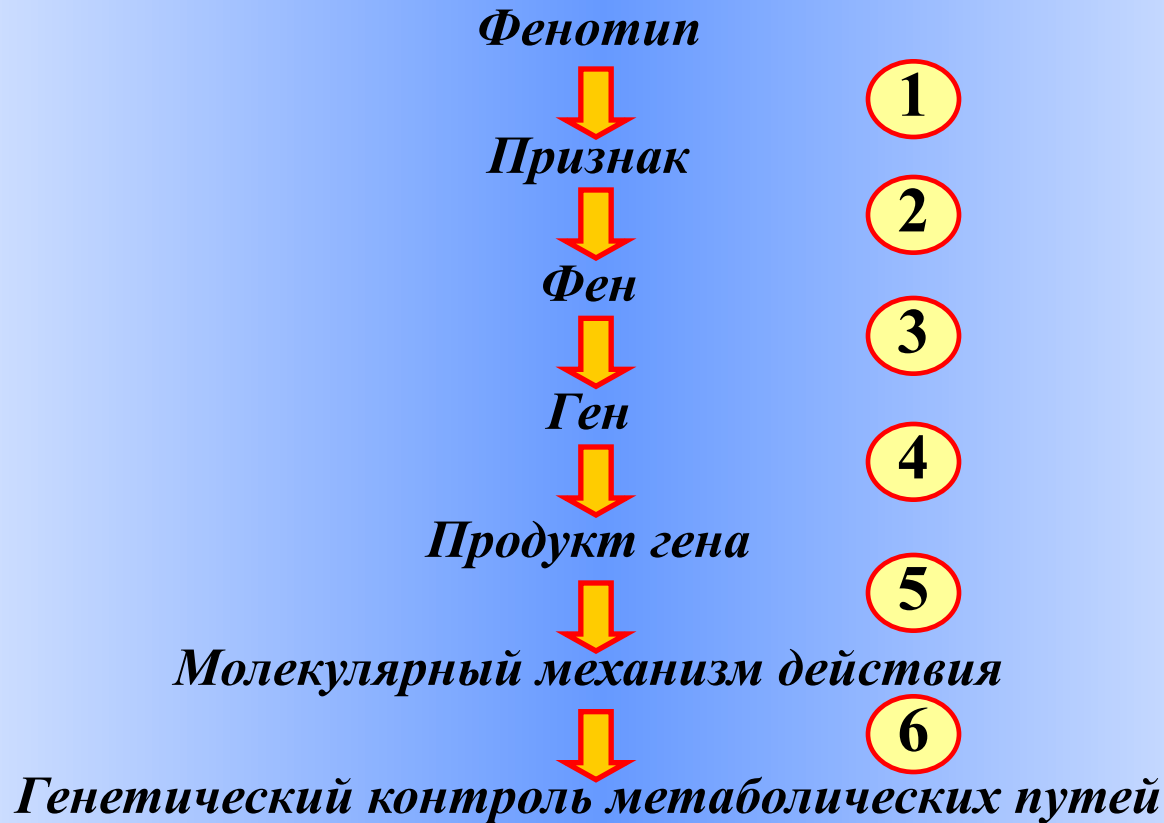 Фенотип
1
Признак
2
Фен
3
Ген
4
Продукт гена
5
Молекулярный механизм действия
6
Генетический контроль метаболических путей